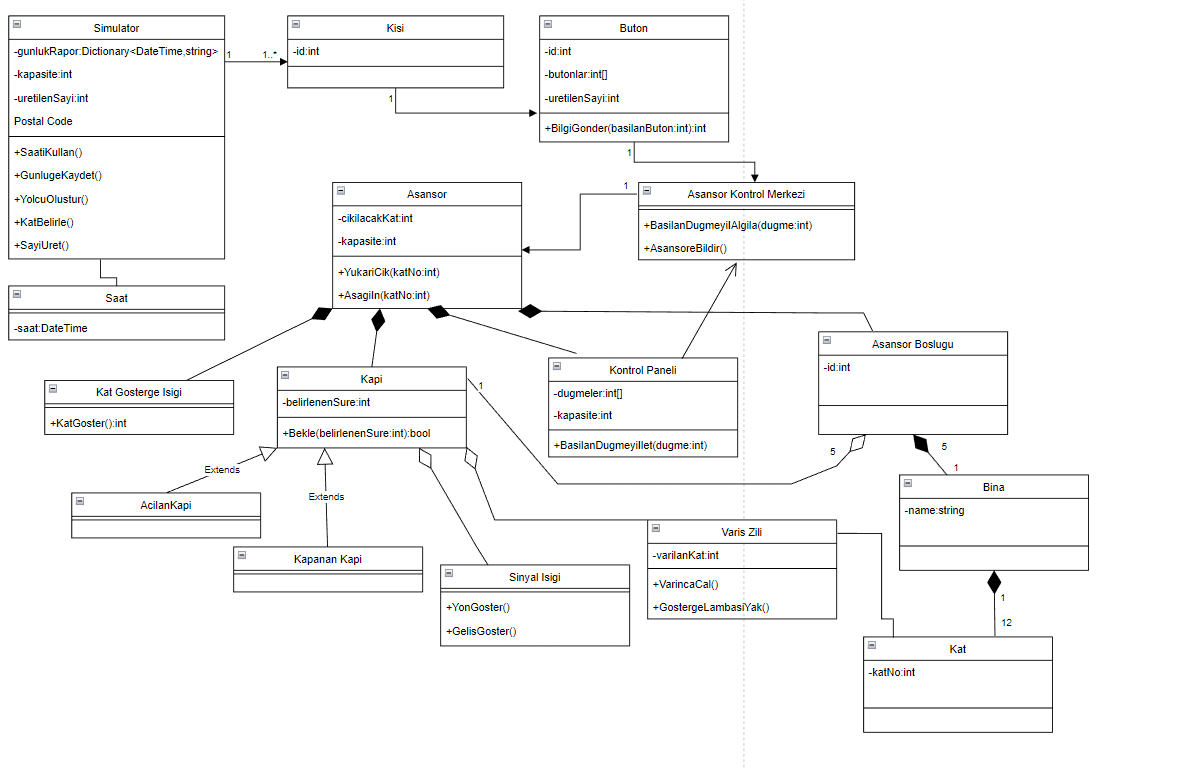 Simulator
-gunlukRapor:Dictionary<DateTime,string>
-kapasite:int
-uretilenSayi:int
Postal Code
+SaatiKullan()
+GunlugeKaydet()
+YolcuOlustur()
+KatBelirle()
+SayiUret()
1
1..*
Kisi
-id:int
1
Buton
-id:int
-butonlar:int[]
-uretilenSayi:int
+BilgiGonder(basilanButon:int):int
1
Asansor
-cikilacakKat:int
-kapasite:int
+YukariCik(katNo:int)
+AsagiIn(katNo:int)
1
Asansor Kontrol Merkezi
+BasilanDugmeyiIAlgila(dugme:int)
+AsansoreBildir()
Saat
-saat:DateTime
Kat Gosterge Isigi
+KatGoster():int
Kapi
-belirlenenSure:int
+Bekle(belirlenenSure:int):bool
1
Kontrol Paneli
-dugmeler:int[]
-kapasite:int
+BasilanDugmeyiIlet(dugme:int)
Asansor Boslugu
-id:int
5
5
1
Extends
Extends
AcilanKapi
Kapanan Kapi
Sinyal Isigi
+YonGoster()
+GelisGoster()
Varis Zili
-varilanKat:int
+VarincaCal()
+GostergeLambasiYak()
Bina
-name:string
1
12
Kat
-katNo:int